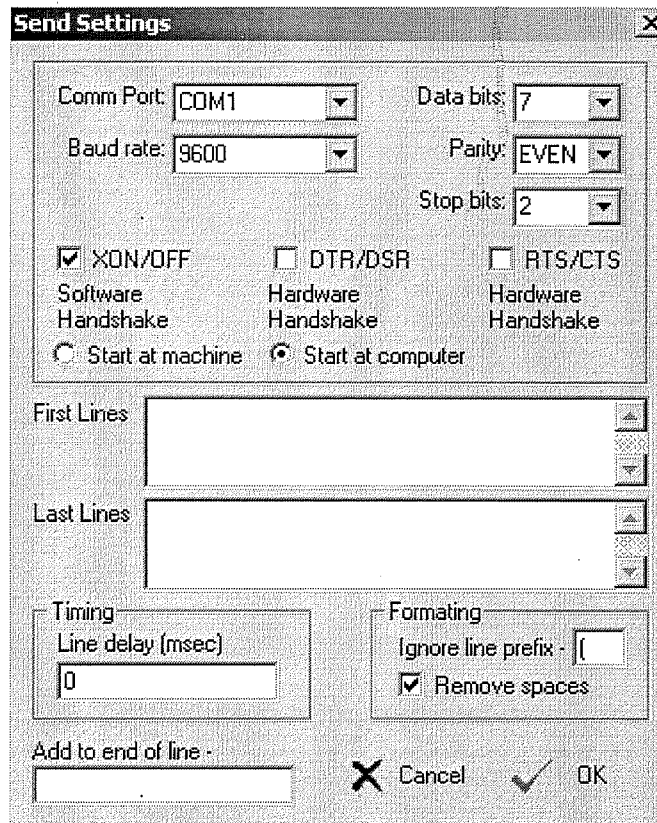 Send Settings
Comm Port: COM1
Data bits: 7
Baud rate: 9600
Parity: EVEN
Stop bits: 2
XON/OFF
DTR/DSR
RTS/CTS
Software
Handshake
Hardware
Handshake
Hardware
Handshake
Start at machine
Start at computer
First Lines
Last Lines
Timing
Line delay (msec)
0
Formating
Ignore line prefix - (
Remove spaces
Add to end of line -
Cancel
OK